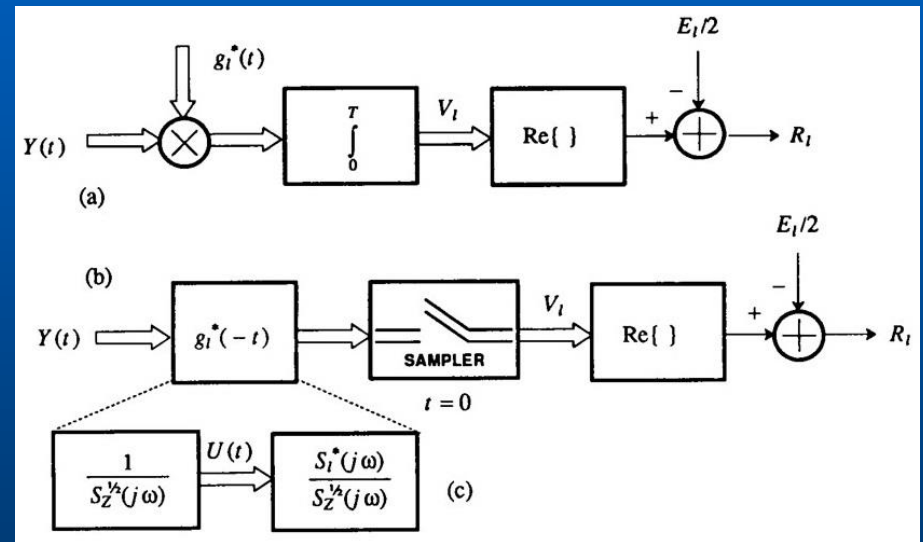 g_l^*(t)
E_l/2
Y(t)
∫_0^T
V_l
Re{ }
−
+
R_l
(a)
E_l/2
(b)
Y(t)
g_l^*(−t)
SAMPLER
V_l
Re{ }
−
+
R_l
t = 0
1 / S_Z^{½}(jω)
U(t)
S_l^*(jω) / S_Z^{½}(jω)
(c)